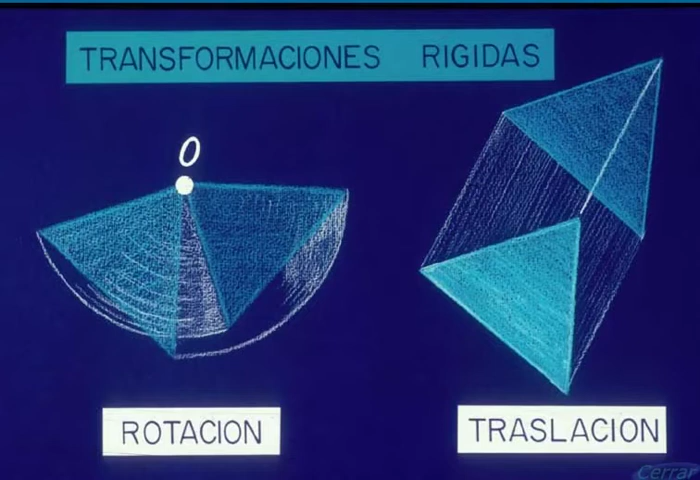 TRANSFORMACIONES RIGIDAS
O
ROTACION
TRASLACION
Cerrar